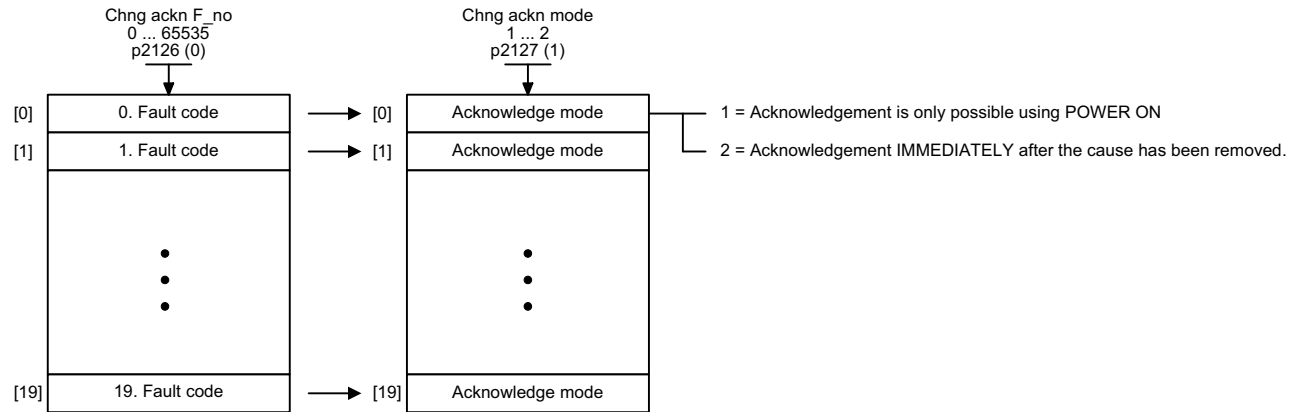 Chng ackn F_no
0 ... 65535
p2126 (0)
Chng ackn mode
1 ... 2
p2127 (1)
[0] 0. Fault code [0] Acknowledge mode 1 = Acknowledgement is only possible using POWER ON
[1] 1. Fault code [1] Acknowledge mode 2 = Acknowledgement IMMEDIATELY after the cause has been removed.
[19] 19. Fault code [19] Acknowledge mode